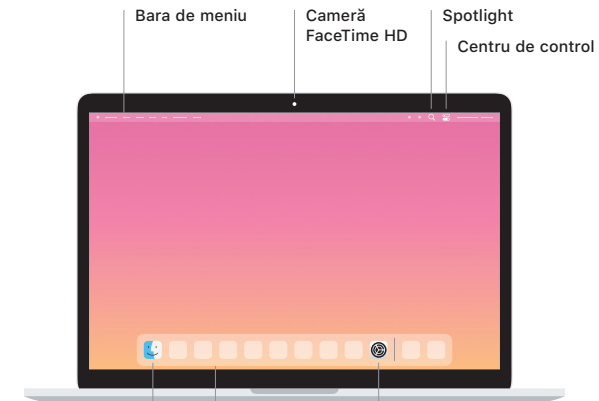 Bara de meniu
Cameră
FaceTime HD
Spotlight
Centru de control